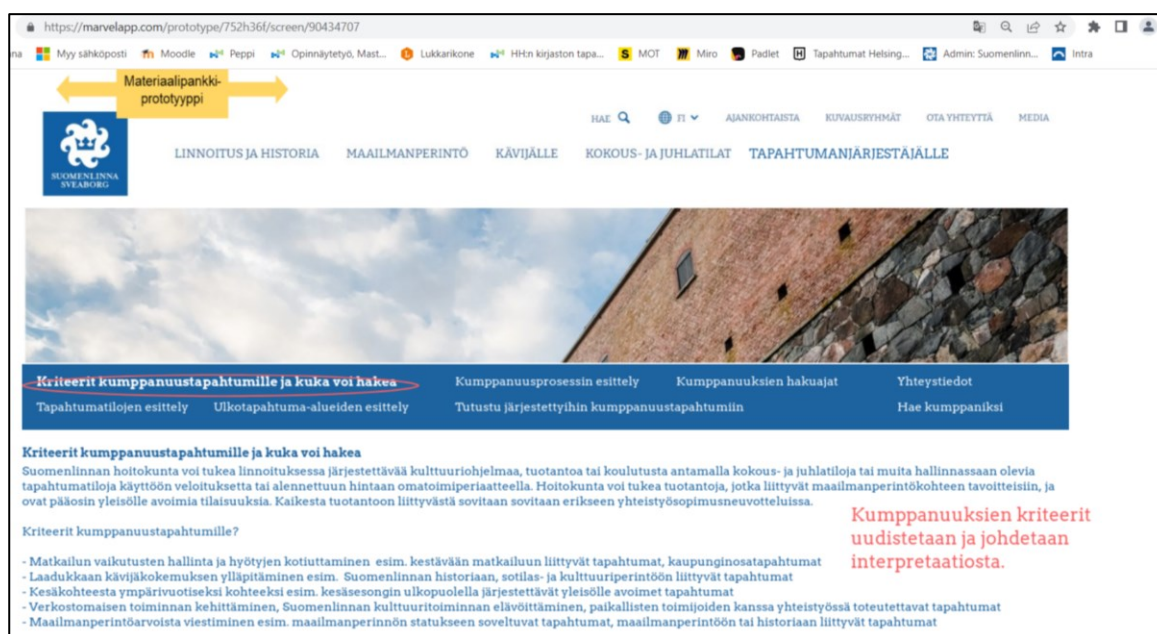 https://marvelapp.com/prototype/752h36f/screen/90434707
na Myy sähköposti Moodle Peppi Opinnäytetyö, Mast... Lukkarikone HH:n kirjaston tapa... MOT Miro Padlet Tapahtumat Helsing... Admin: Suomenlinn... Intra
Materiaalipankki-
prototyyppi
HAE FI AJANKOHTAISTA KUVAUSRYHMÄT OTA YHTEYTTÄ MEDIA
LINNOITUS JA HISTORIA MAAILMANPERINTÖ KÄVIJÄLLE KOKOUS- JA JUHLATILAT TAPAHTUMANJÄRJESTÄJÄLLE
SUOMENLINNA
SVEABORG
Kriteerit kumppanuustapahtumille ja kuka voi hakea Kumppanuusprosessin esittely Kumppanuuksien hakuajat Yhteystiedot
Tapahtumatilojen esittely Ulkotapahtuma-alueiden esittely Tutustu järjestettyihin kumppanuustapahtumiin Hae kumppaniksi
Kriteerit kumppanuustapahtumille ja kuka voi hakea
Suomenlinnan hoitokunta voi tukea linnoituksessa järjestettävää kulttuuriohjelmaa, tuotantoa tai koulutusta antamalla kokous- ja juhlatiloja tai muita hallinnassaan olevia
tapahtumatiloja käyttöön veloituksetta tai alennettuun hintaan omatoimiperiaatteella. Hoitokunta voi tukea tuotantoja, jotka liittyvät maailmanperintökohteen tavoitteisiin, ja
ovat pääosin yleisölle avoimia tilaisuuksia. Kaikesta tuotantoon liittyvästä sovitaan sovitaan erikseen yhteistyösopimusneuvotteluissa.
Kriteerit kumppanuustapahtumille?
- Matkailun vaikutusten hallinta ja hyötyjen kotiuttaminen esim. kestävään matkailuun liittyvät tapahtumat, kaupunginosatapahtumat
- Laadukkaan kävijäkokemuksen ylläpitäminen esim. Suomenlinnan historiaan, sotilas- ja kulttuuriperintöön liittyvät tapahtumat
- Kesäkohteesta ympärivuotiseksi kohteeksi esim. kesäsesongin ulkopuolella järjestettävät yleisölle avoimet tapahtumat
- Verkostomaisen toiminnan kehittäminen, Suomenlinnan kulttuuritoiminnan elävöittäminen, paikallisten toimijoiden kanssa yhteistyössä toteutettavat tapahtumat
- Maailmanperintöarvoista viestiminen esim. maailmanperinnön statukseen soveltuvat tapahtumat, maailmanperintöön tai historiaan liittyvät tapahtumat
Kumppanuuksien kriteerit
uudistetaan ja johdetaan
interpretaatiosta.